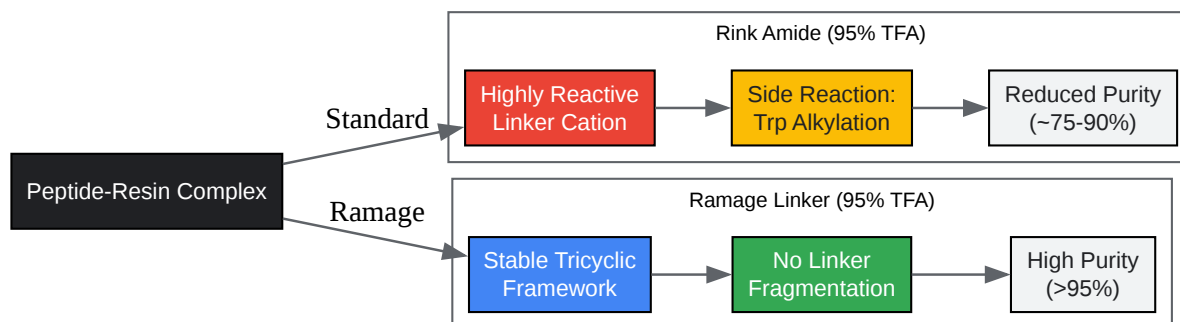 Rink Amide (95% TFA)
Highly Reactive
Linker Cation
Side Reaction:
Trp Alkylation
Reduced Purity
(~75-90%)
Standard
Peptide-Resin Complex
Ramage
Ramage Linker (95% TFA)
Stable Tricyclic
Framework
No Linker
Fragmentation
High Purity
(>95%)